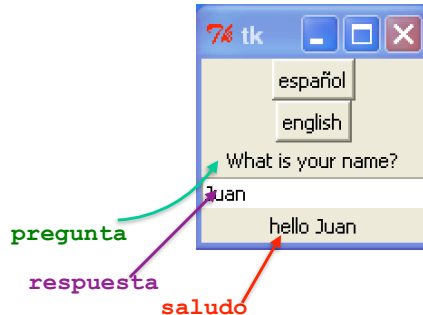 tk
español
english
What is your name?
Juan
hello Juan
pregunta
respuesta
saludo